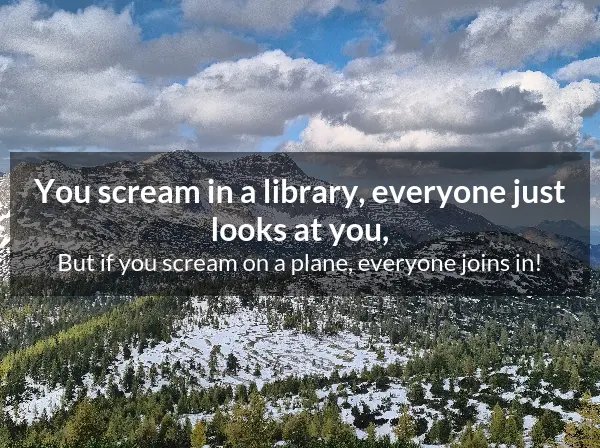 You scream in a library, everyone just
looks at you,
But if you scream on a plane, everyone joins in!